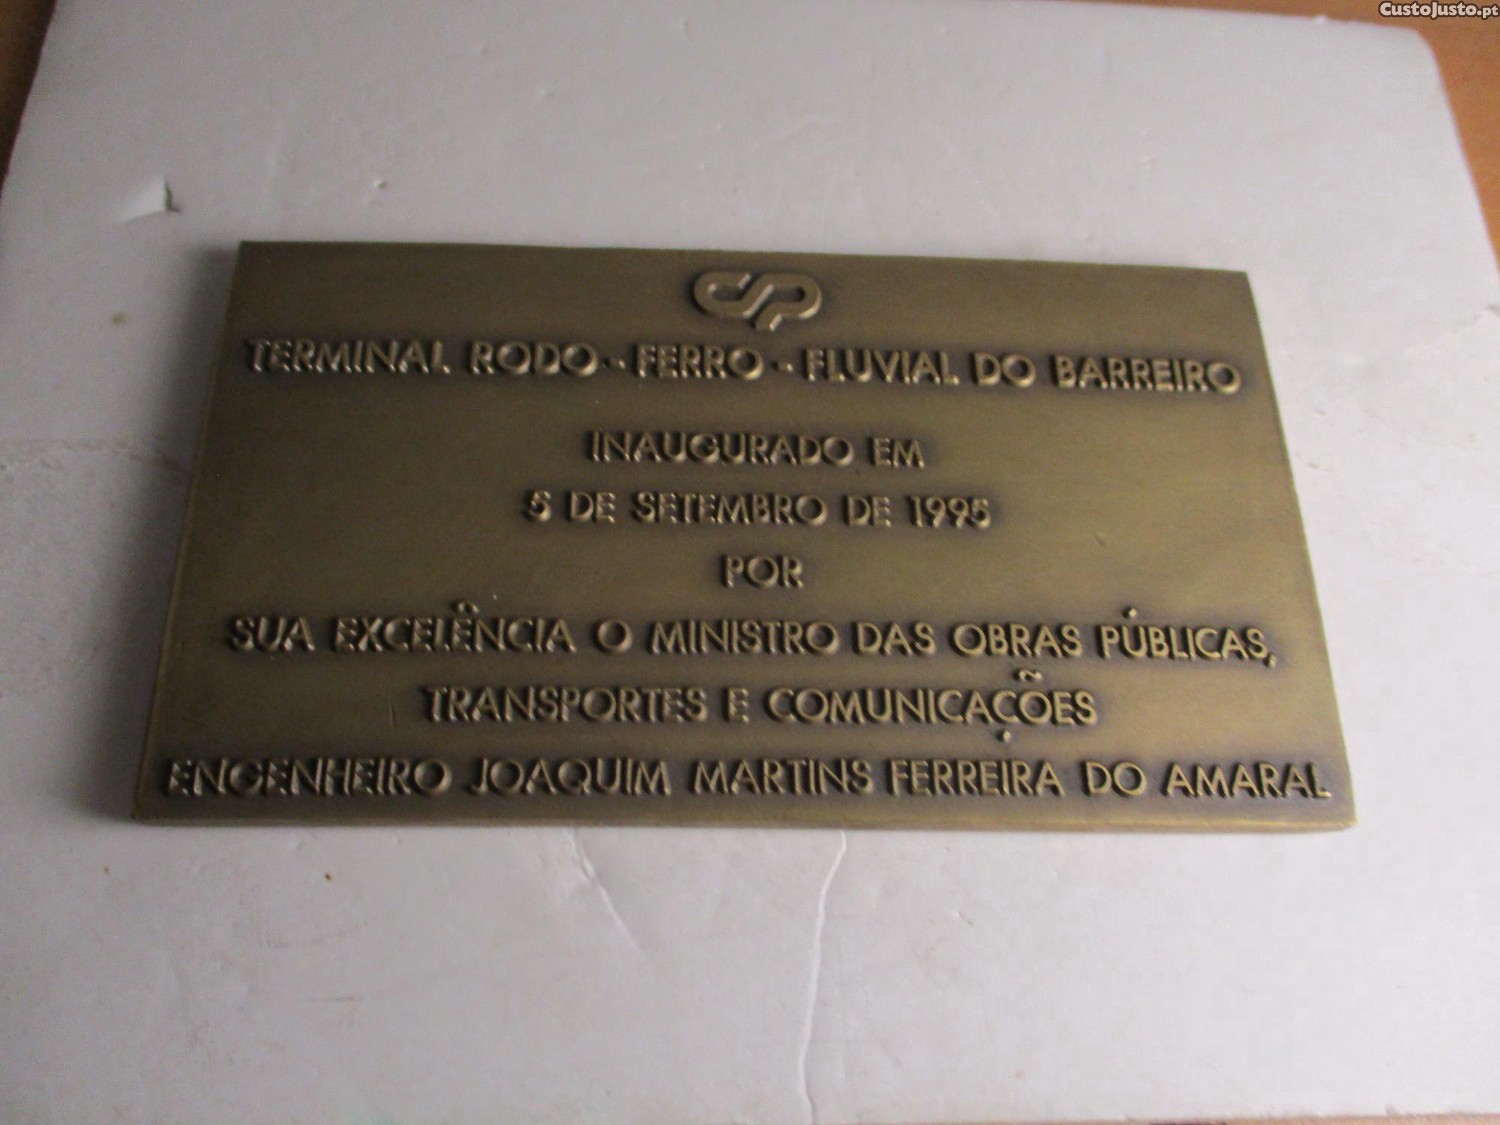 CustoJusto.pt
CP
TERMINAL RODO - FERRO - FLUVIAL DO BARREIRO
INAUGURADO EM
5 DE SETEMBRO DE 1995
POR
SUA EXCELÊNCIA O MINISTRO DAS OBRAS PÚBLICAS,
TRANSPORTES E COMUNICAÇÕES
ENGENHEIRO JOAQUIM MARTINS FERREIRA DO AMARAL